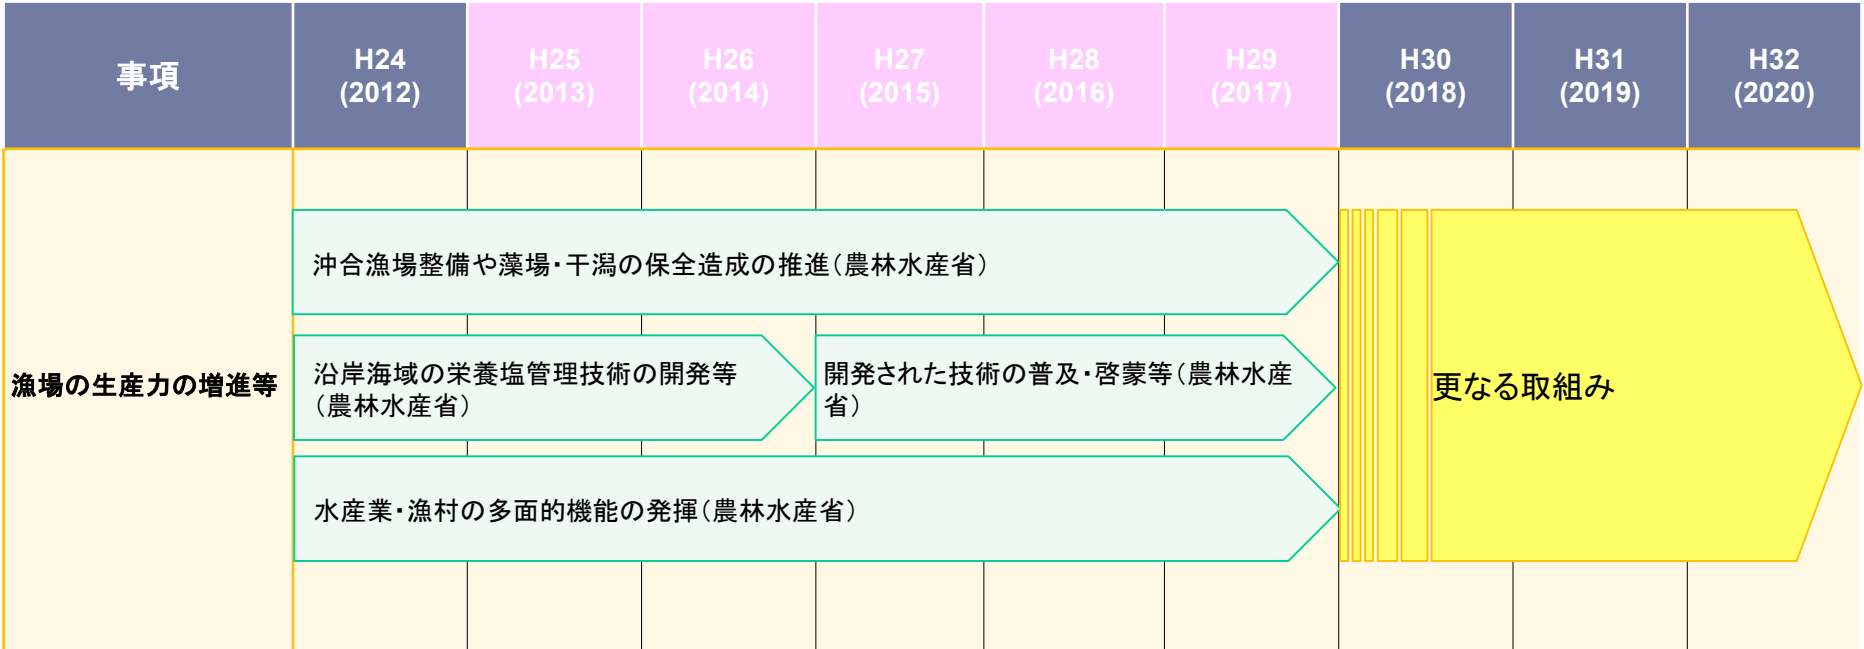 事項
H24
(2012)
H25
(2013)
H26
(2014)
H27
(2015)
H28
(2016)
H29
(2017)
H30
(2018)
H31
(2019)
H32
(2020)
漁場の生産力の増進等
沖合漁場整備や藻場・干潟の保全造成の推進（農林水産省）
沿岸海域の栄養塩管理技術の開発等
（農林水産省）
開発された技術の普及・啓蒙等（農林水産
省）
水産業・漁村の多面的機能の発揮（農林水産省）
更なる取組み